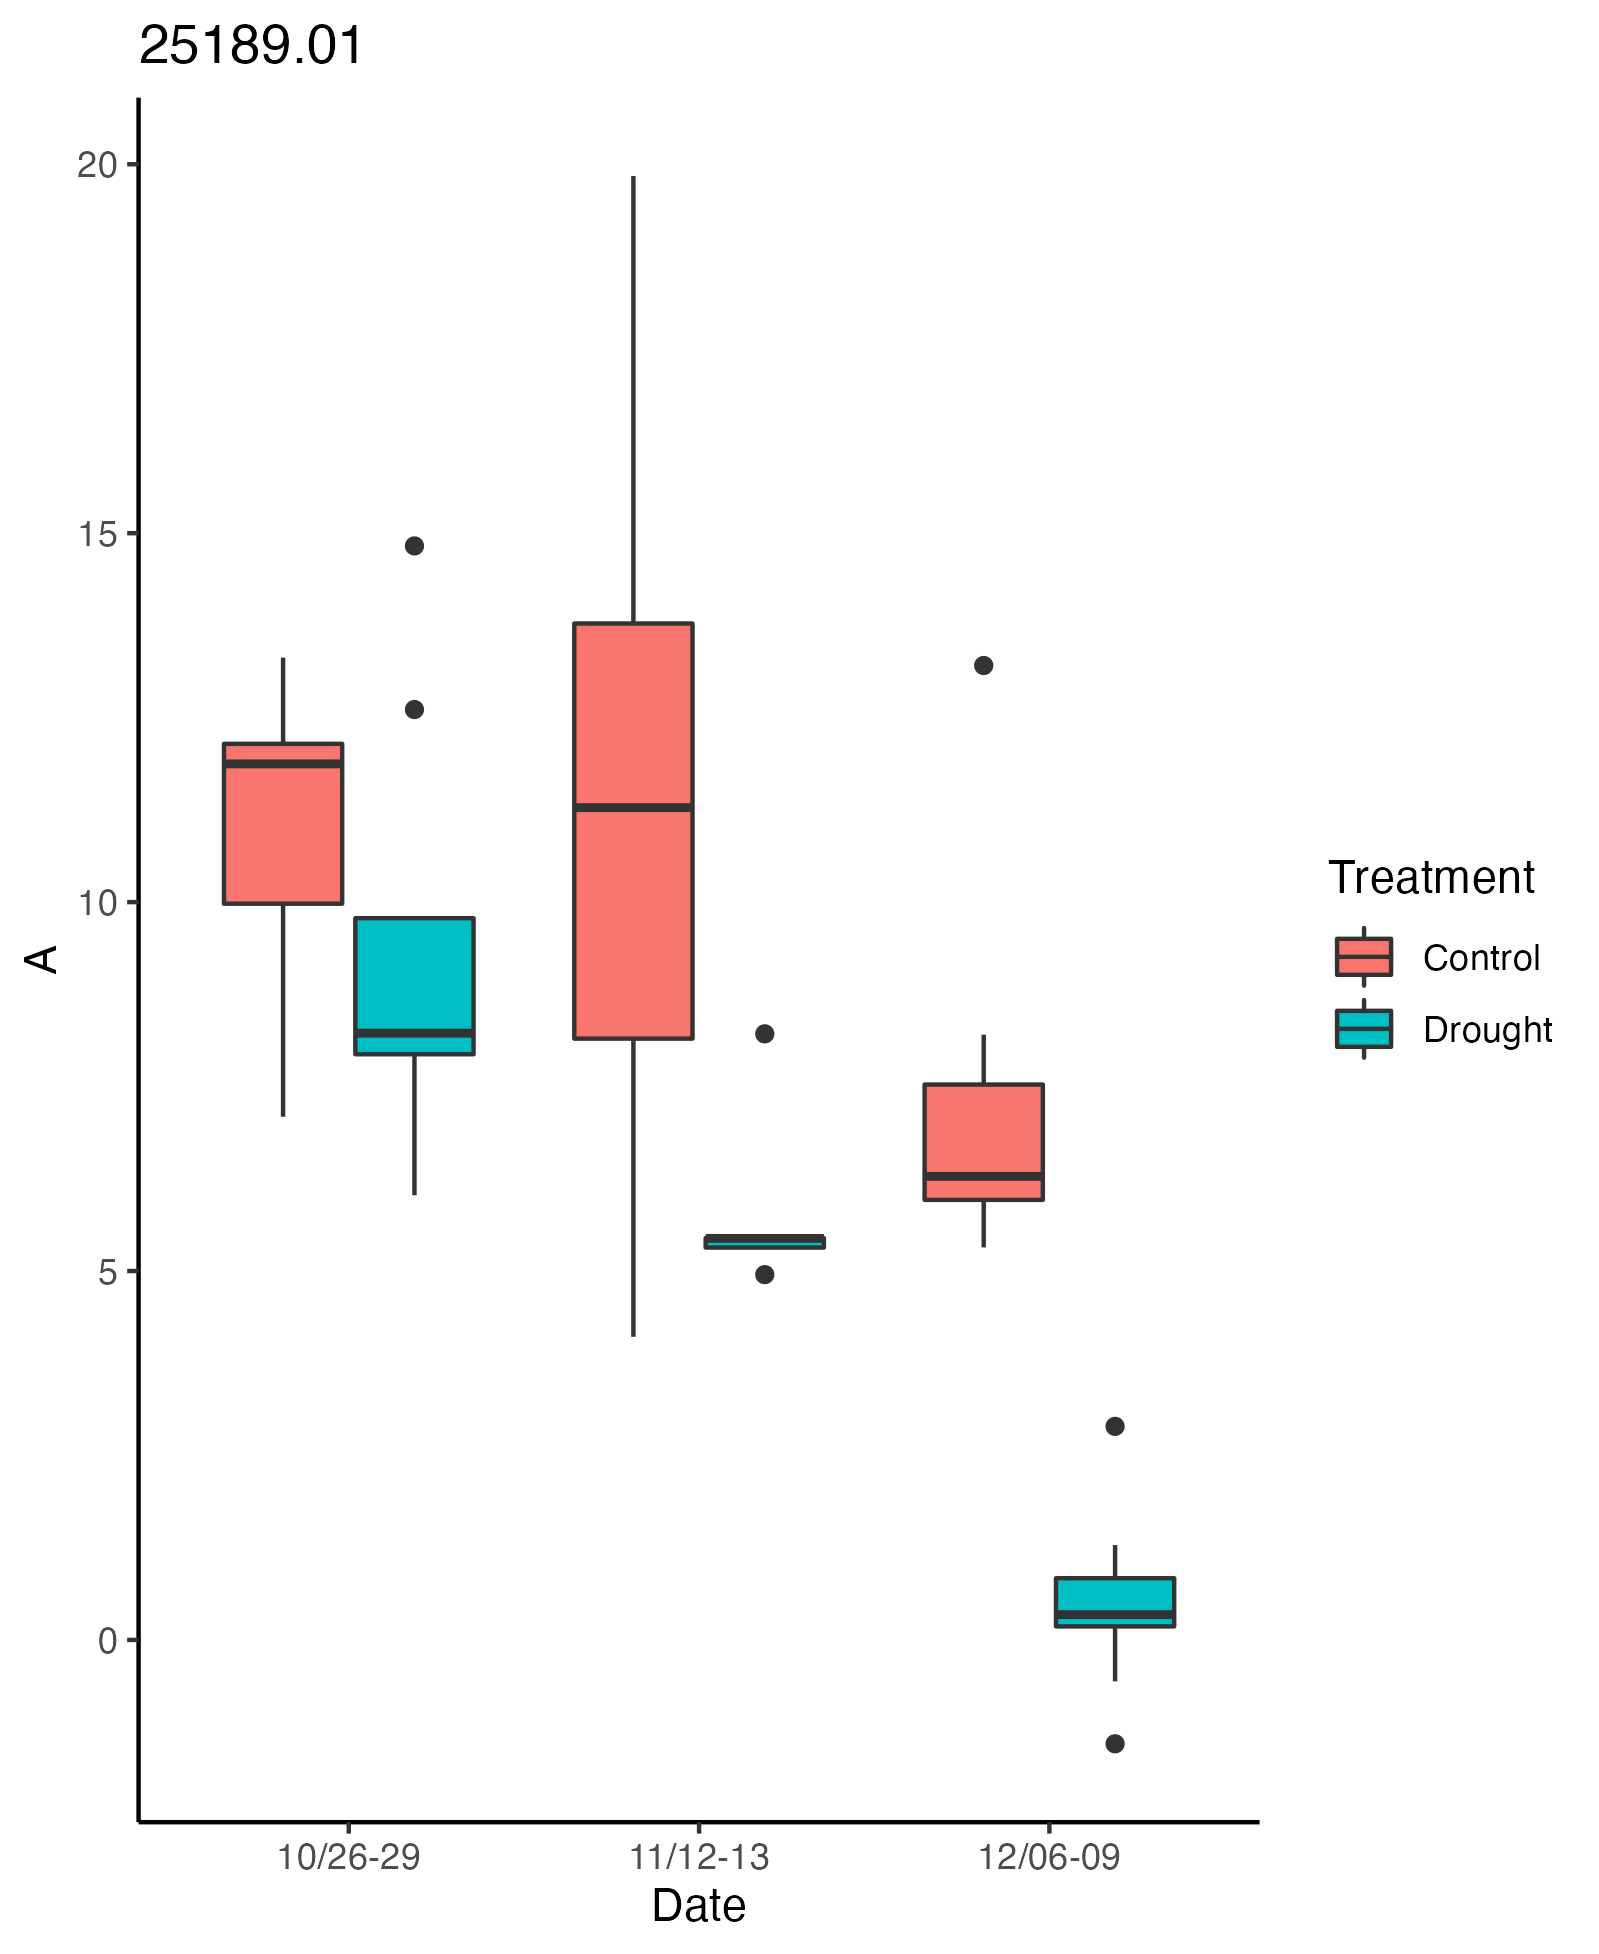 25189.01
20
15
10
5
0
A
10/26-29
11/12-13
12/06-09
Date
Treatment
Control
Drought